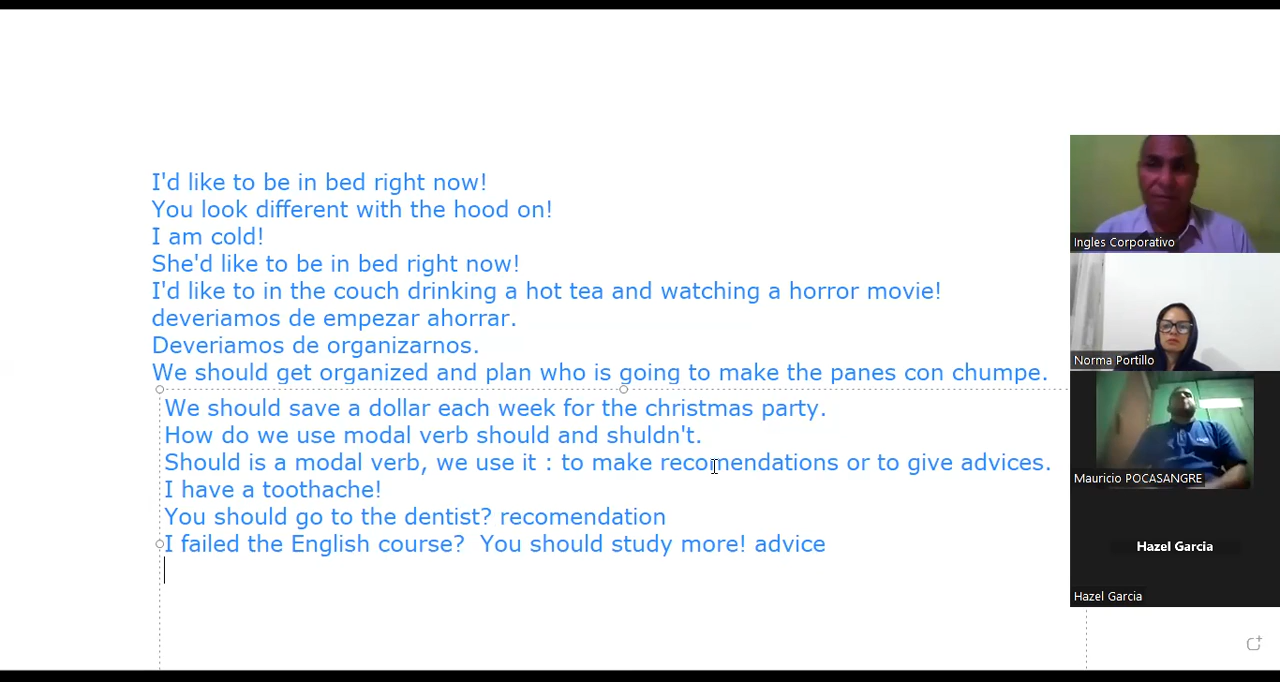 I'd like to be in bed right now!
You look different with the hood on!
I am cold!
She'd like to be in bed right now!
I'd like to in the couch drinking a hot tea and watching a horror movie!
deveriamos de empezar ahorrar.
Deveriamos de organizarnos.
We should get organized and plan who is going to make the panes con chumpe.
We should save a dollar each week for the christmas party.
How do we use modal verb should and shuldn't.
Should is a modal verb, we use it : to make recomendations or to give advices.
I have a toothache!
You should go to the dentist? recomendation
I failed the English course?  You should study more! advice
Ingles Corporativo
Norma Portillo
Mauricio POCASANGRE
Hazel Garcia
Hazel Garcia